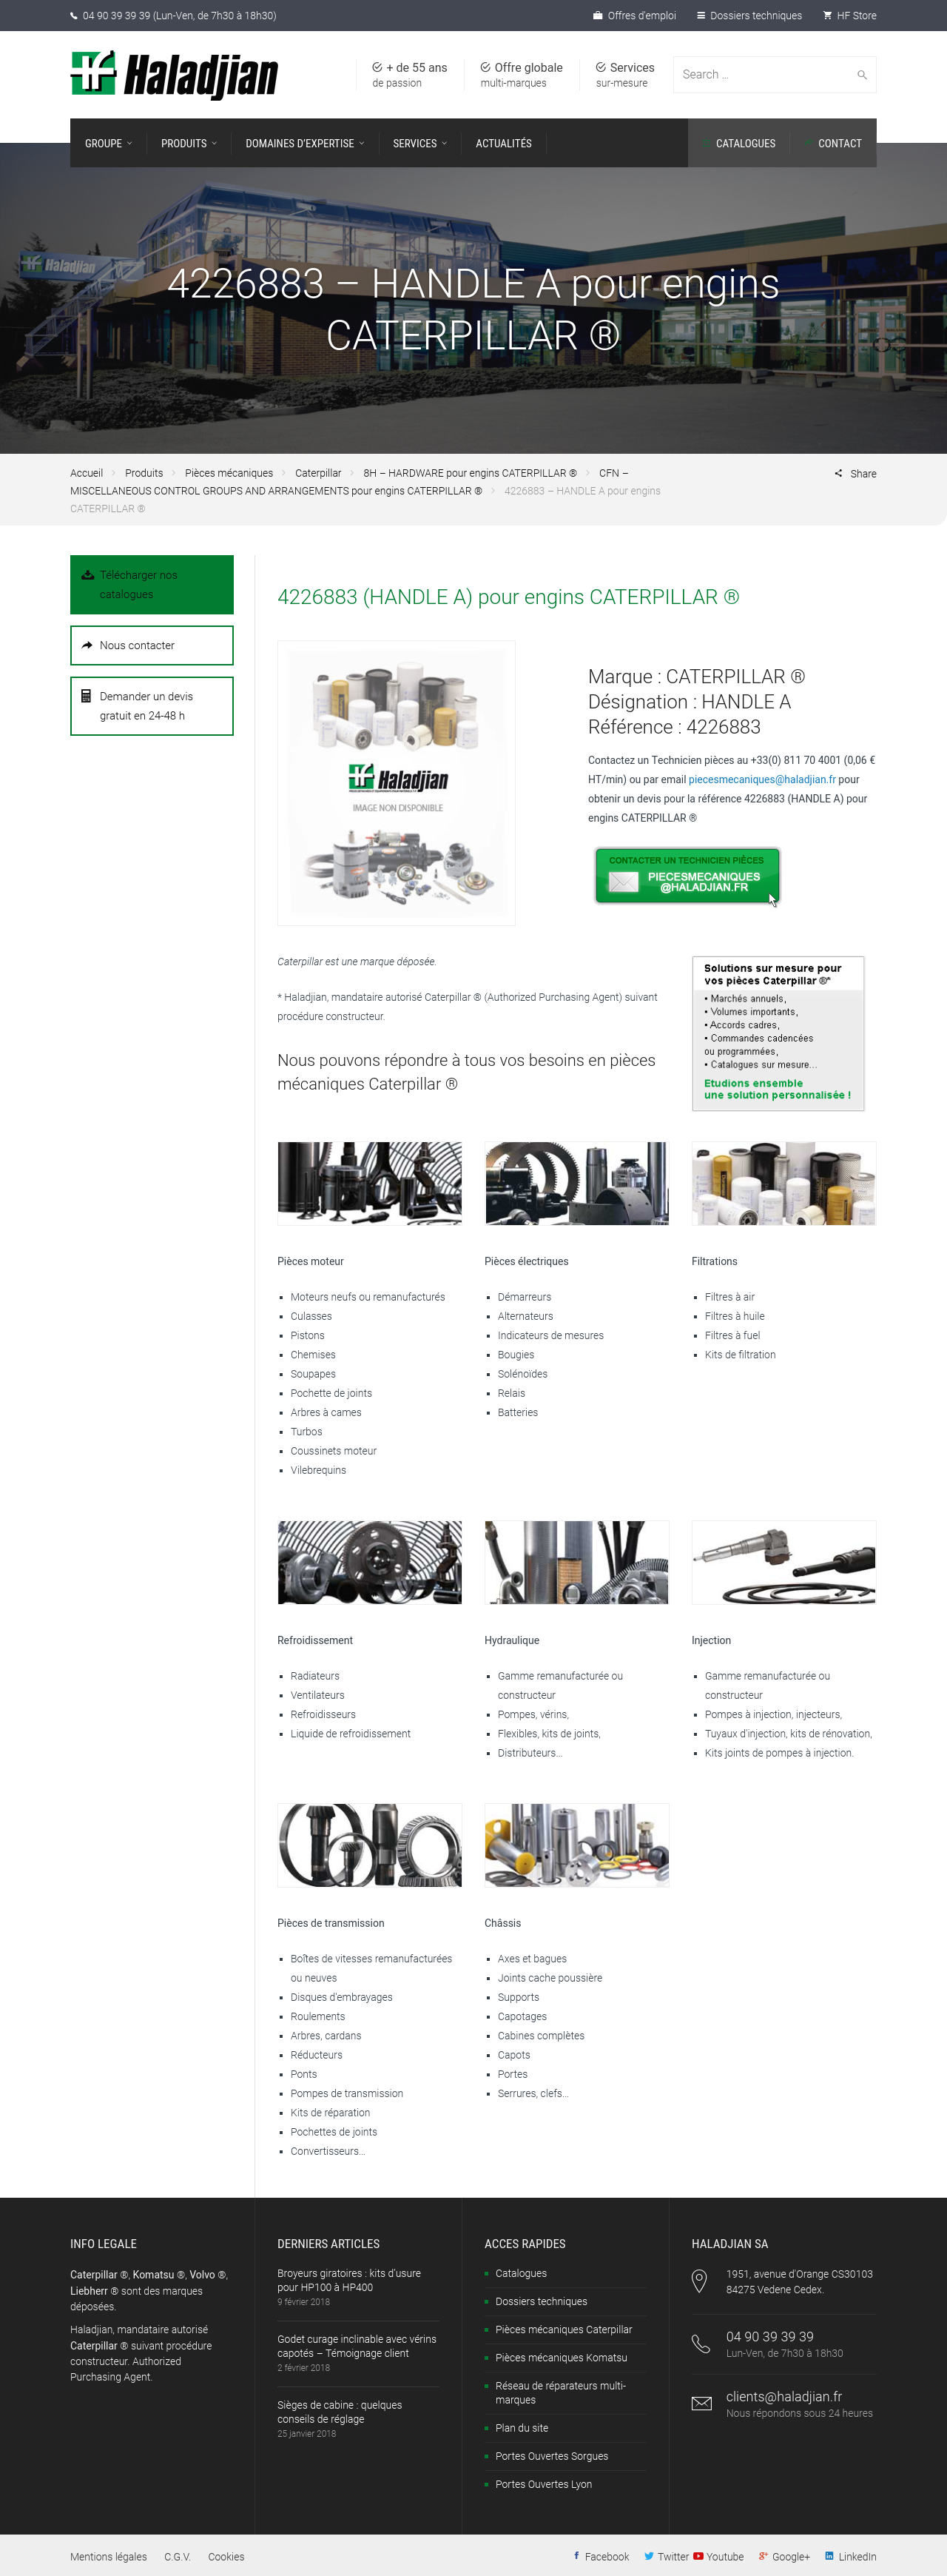 04 90 39 39 39 (Lun-Ven, de 7h30 à 18h30)
Offres d'emploi
Dossiers techniques
HF Store
Haladjian
+ de 55 ans
de passion
Offre globale
multi-marques
Services
sur-mesure
Search ...
GROUPE
PRODUITS
DOMAINES D'EXPERTISE
SERVICES
ACTUALITÉS
CATALOGUES
CONTACT
Haladjian
4226883 – HANDLE A pour engins
CATERPILLAR ®
Accueil
Produits
Pièces mécaniques
Caterpillar
8H – HARDWARE pour engins CATERPILLAR ®
CFN –
MISCELLANEOUS CONTROL GROUPS AND ARRANGEMENTS pour engins CATERPILLAR ®
4226883 – HANDLE A pour engins
CATERPILLAR ®
Share
Télécharger nos
catalogues
Nous contacter
Demander un devis
gratuit en 24-48 h
4226883 (HANDLE A) pour engins CATERPILLAR ®
Haladjian
IMAGE NON DISPONIBLE
Marque : CATERPILLAR ®
Désignation : HANDLE A
Référence : 4226883
Contactez un Technicien pièces au +33(0) 811 70 4001 (0,06 €
HT/min) ou par email piecesmecaniques@haladjian.fr pour
obtenir un devis pour la référence 4226883 (HANDLE A) pour
engins CATERPILLAR ®
CONTACTER UN TECHNICIEN PIÈCES
PIECESMECANIQUES
@HALADJIAN.FR
Caterpillar est une marque déposée.
* Haladjian, mandataire autorisé Caterpillar ® (Authorized Purchasing Agent) suivant
procédure constructeur.
Nous pouvons répondre à tous vos besoins en pièces
mécaniques Caterpillar ®
Solutions sur mesure pour
vos pièces Caterpillar ®*
• Marchés annuels,
• Volumes importants,
• Accords cadres,
• Commandes cadencées
ou programmées,
• Catalogues sur mesure...
Etudions ensemble
une solution personnalisée !
Pièces moteur
Moteurs neufs ou remanufacturés
Culasses
Pistons
Chemises
Soupapes
Pochette de joints
Arbres à cames
Turbos
Coussinets moteur
Vilebrequins
Pièces électriques
Démarreurs
Alternateurs
Indicateurs de mesures
Bougies
Solénoïdes
Relais
Batteries
Filtrations
Filtres à air
Filtres à huile
Filtres à fuel
Kits de filtration
Refroidissement
Radiateurs
Ventilateurs
Refroidisseurs
Liquide de refroidissement
Hydraulique
Gamme remanufacturée ou
constructeur
Pompes, vérins,
Flexibles, kits de joints,
Distributeurs...
Injection
Gamme remanufacturée ou
constructeur
Pompes à injection, injecteurs,
Tuyaux d'injection, kits de rénovation,
Kits joints de pompes à injection.
Pièces de transmission
Boîtes de vitesses remanufacturées
ou neuves
Disques d'embrayages
Roulements
Arbres, cardans
Réducteurs
Ponts
Pompes de transmission
Kits de réparation
Pochettes de joints
Convertisseurs...
Châssis
Axes et bagues
Joints cache poussière
Supports
Capotages
Cabines complètes
Capots
Portes
Serrures, clefs...
INFO LEGALE
Caterpillar ®, Komatsu ®, Volvo ®,
Liebherr ® sont des marques
déposées.
Haladjian, mandataire autorisé
Caterpillar ® suivant procédure
constructeur. Authorized
Purchasing Agent.
DERNIERS ARTICLES
Broyeurs giratoires : kits d'usure
pour HP100 à HP400
9 février 2018
Godet curage inclinable avec vérins
capotés – Témoignage client
2 février 2018
Sièges de cabine : quelques
conseils de réglage
25 janvier 2018
ACCES RAPIDES
Catalogues
Dossiers techniques
Pièces mécaniques Caterpillar
Pièces mécaniques Komatsu
Réseau de réparateurs multi-
marques
Plan du site
Portes Ouvertes Sorgues
Portes Ouvertes Lyon
HALADJIAN SA
1951, avenue d'Orange CS30103
84275 Vedene Cedex.
04 90 39 39 39
Lun-Ven, de 7h30 à 18h30
clients@haladjian.fr
Nous répondons sous 24 heures
Mentions légales
C.G.V.
Cookies
Facebook
Twitter
Youtube
Google+
LinkedIn